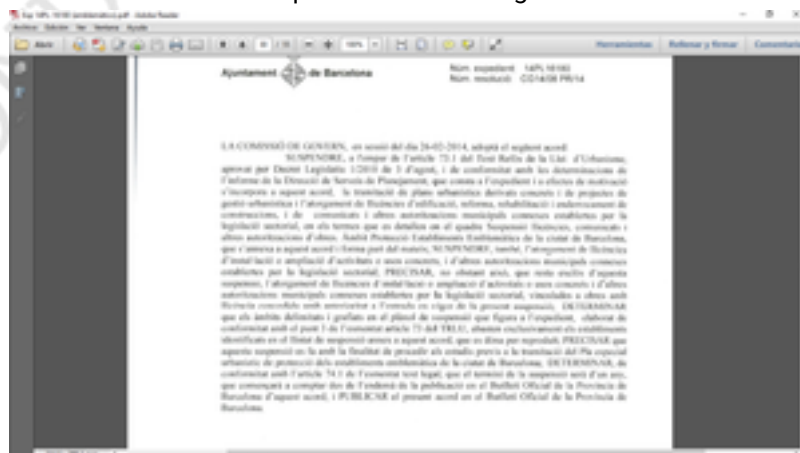 Archivo Edición Ver Ventana Ayuda
Abrir
Herramientas Rellenar y firmar Comentario
Ajuntament de Barcelona
Núm. expedient: 14PL16160
Núm. resolució: CG14/08 PR/14
LA COMISSIÓ DE GOVERN, en sessió del dia 26-02-2014, adoptà el següent acord:
SUSPENDRE, a l'empar de l'article 73.1 del Text Refós de la Llei d'Urbanisme,
aprovat per Decret Legislatiu 1/2010 de 3 d'agost, i de conformitat amb les determinacions de
l'informe de la Direcció de Serveis de Planejament, que consta a l'expedient i a efectes de motivació
s'incorpora a aquest acord, la tramitació de plans urbanístics derivats concrets i de projectes de
gestió urbanística i l'atorgament de llicències d'edificació, reforma, rehabilitació i enderrocament de
construccions, i de comunicats i altres autoritzacions municipals connexes establertes per la
legislació sectorial, en els termes que es detallen en el quadre Suspensió llicències, comunicats i
altres autoritzacions d'obres. Àmbit Protecció Establiments Emblemàtics de la ciutat de Barcelona,
que s'annexa a aquest acord i forma part del mateix; SUSPENDRE, també, l'atorgament de llicències
d'instal·lació o ampliació d'activitats o usos concrets, i d'altres autoritzacions municipals connexes
establertes per la legislació sectorial; PRECISAR, no obstant això, que resta exclòs d'aquesta
suspensió, l'atorgament de llicències d'instal·lació o ampliació d'activitats o usos concrets i d'altres
autoritzacions municipals connexes establertes per la legislació sectorial, vinculades a obres amb
llicència concedida amb anterioritat a l'entrada en vigor de la present suspensió. DETERMINAR
que els àmbits delimitats i grafiats en el plànol de suspensió que figura a l'expedient, elaborat de
conformitat amb el punt 3 de l'esmentat article 73 del TRLU, abasten exclusivament els establiments
identificats en el llistat de suspensió annex a aquest acord, que es dóna per reproduït; PRECISAR que
aquesta suspensió es fa amb la finalitat de procedir als estudis previs a la tramitació del Pla especial
urbanístic de protecció dels establiments emblemàtics de la ciutat de Barcelona; DETERMINAR, de
conformitat amb l'article 74.1 de l'esmentat text legal, que el termini de la suspensió serà d'un any,
que començarà a comptar des de l'endemà de la publicació en el Butlletí Oficial de la Província de
Barcelona d'aquest acord; i PUBLICAR el present acord en el Butlletí Oficial de la Província de
Barcelona.